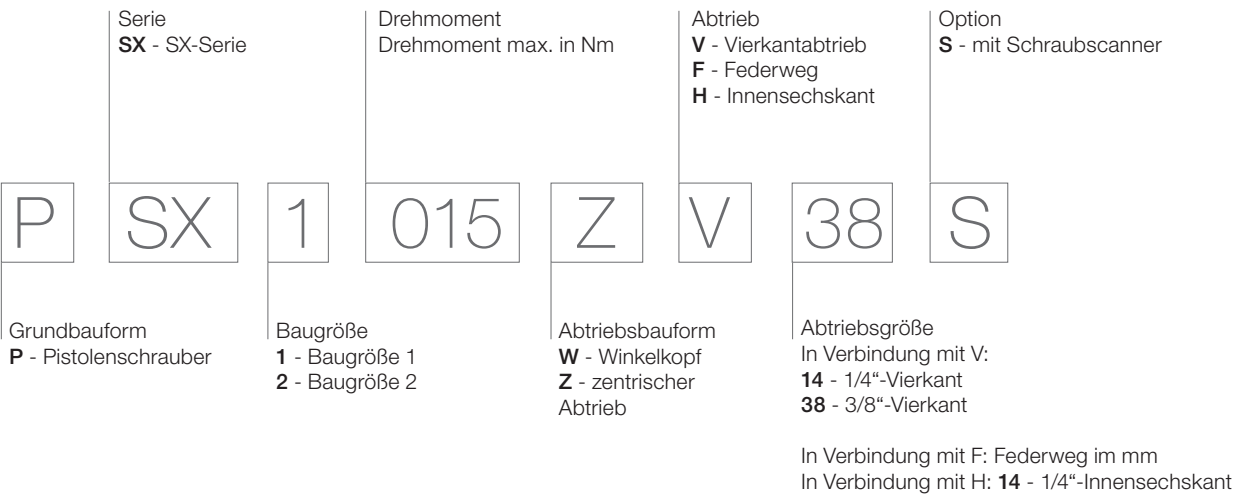 Serie
SX - SX-Serie
Drehmoment
Drehmoment max. in Nm
Abtrieb
V - Vierkantabtrieb
F - Federweg
H - Innensechskant
Option
S - mit Schraubscanner
P SX 1 015 Z V 38 S
Grundbauform
P - Pistolenschrauber
Baugröße
1 - Baugröße 1
2 - Baugröße 2
Abtriebsbauform
W - Winkelkopf
Z - zentrischer
Abtrieb
Abtriebsgröße
In Verbindung mit V:
14 - 1/4“-Vierkant
38 - 3/8“-Vierkant
In Verbindung mit F: Federweg im mm
In Verbindung mit H: 14 - 1/4“-Innensechskant